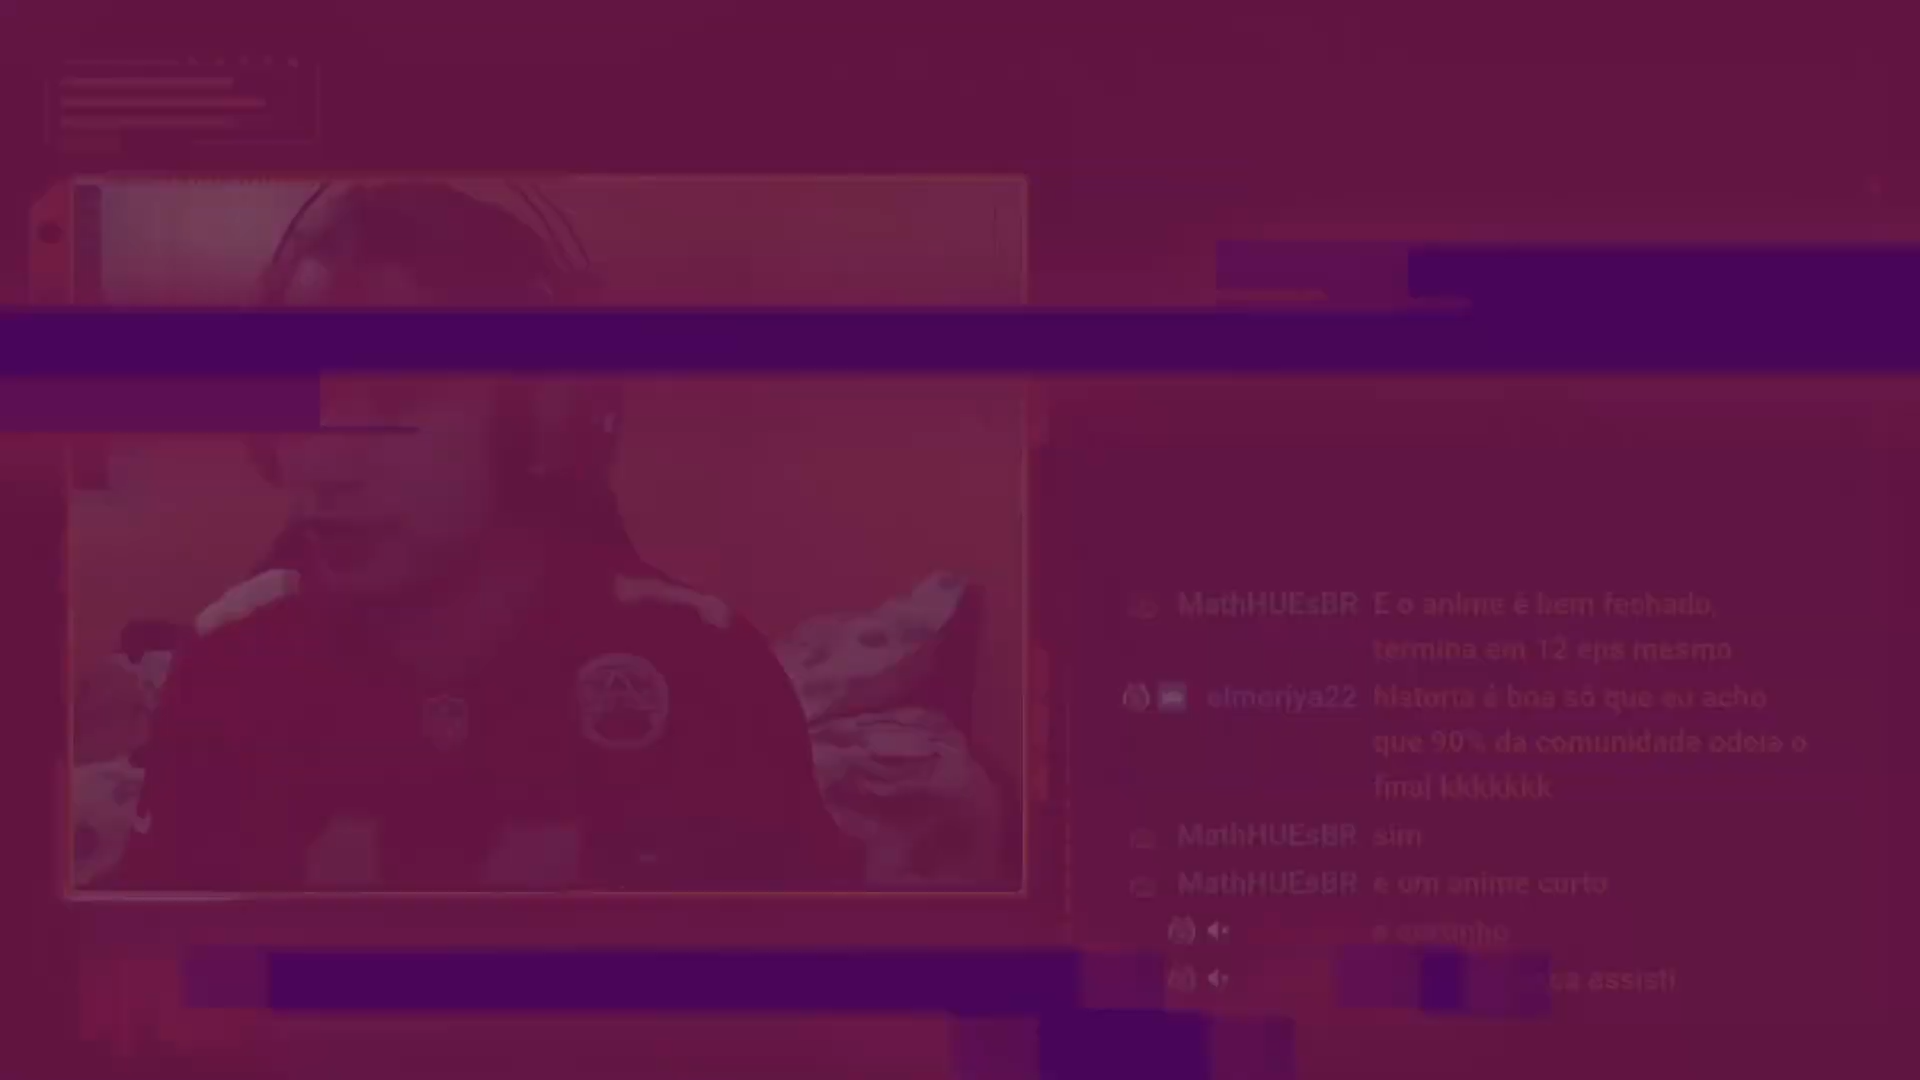 MathHUEsBR E o anime é bem fechado,
termina em 12 eps mesmo
elmorjya22 historia é boa só que eu acho
que 90% da comunidade odeia o
final kkkkkkk
MathHUEsBR sim
MathHUEsBR e um anime curto
e curtinho
assisti